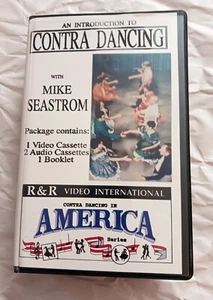 AN INTRODUCTION TO
CONTRA DANCING
WITH
MIKE
SEASTROM
Package contains:
1 Video Cassette
2 Audio Cassettes
1 Booklet
R&R VIDEO INTERNATIONAL
CONTRA DANCING IN
AMERICA
Series